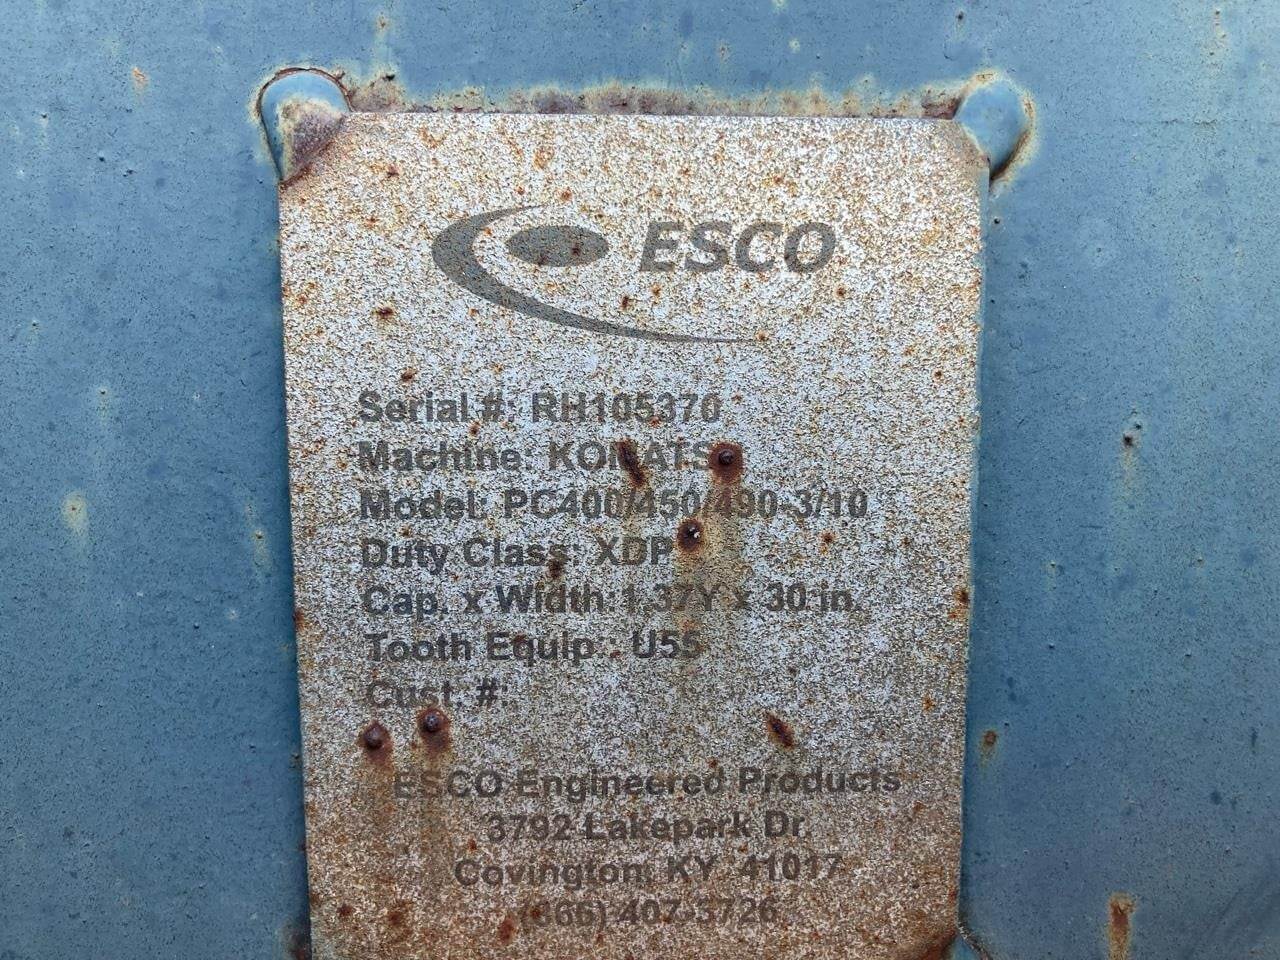 ESCO
Serial #: RH105370
Machine: KOMATSU
Model: PC400/450/490-3/10
Duty Class: XDP
Cap. x Width: 1.37Y x 30 in.
Tooth Equip.: U55
Cust. #:
ESCO Engineered Products
3792 Lakepark Dr
Covington, KY 41017
(866) 407-5726